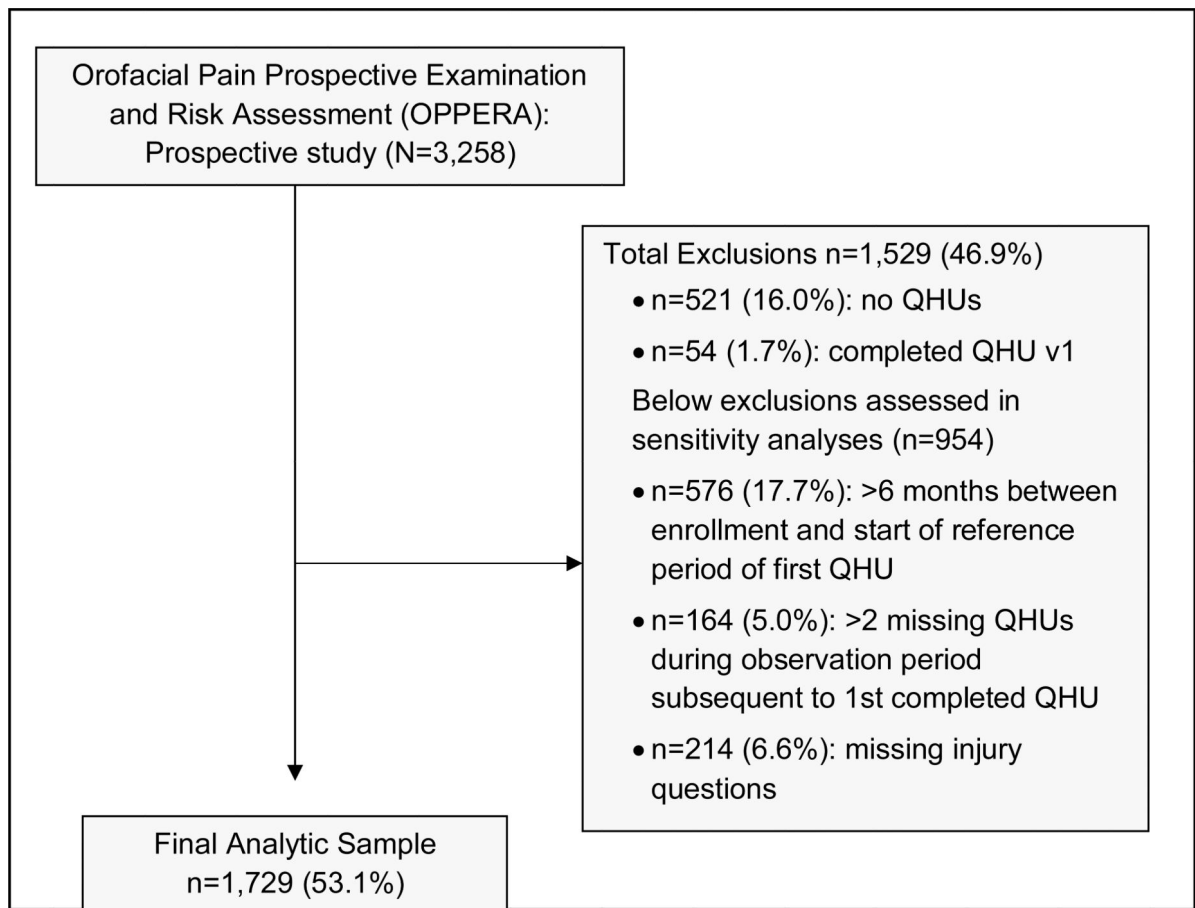 Orofacial Pain Prospective Examination
and Risk Assessment (OPPERA):
Prospective study (N=3,258)
Total Exclusions n=1,529 (46.9%)
• n=521 (16.0%): no QHUs
• n=54 (1.7%): completed QHU v1
Below exclusions assessed in
sensitivity analyses (n=954)
• n=576 (17.7%): >6 months between
enrollment and start of reference
period of first QHU
• n=164 (5.0%): >2 missing QHUs
during observation period
subsequent to 1st completed QHU
• n=214 (6.6%): missing injury
questions
Final Analytic Sample
n=1,729 (53.1%)